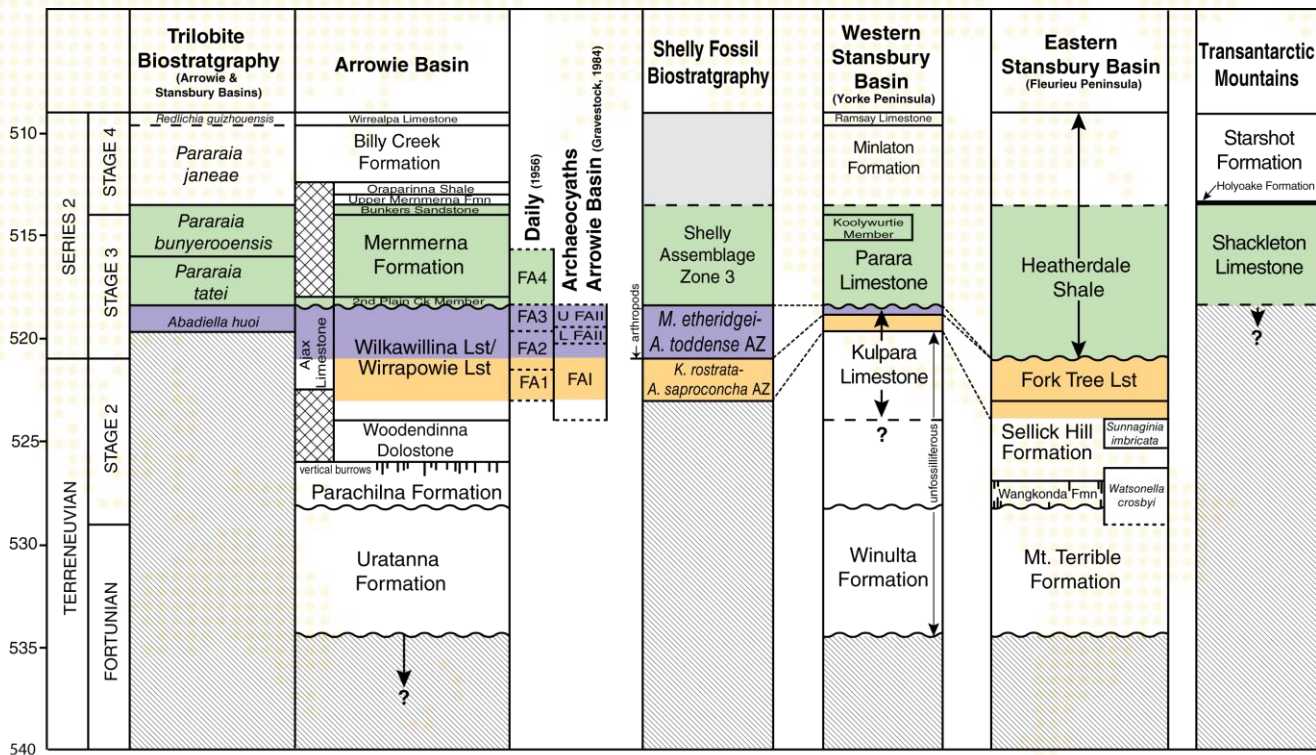 Trilobite
Biostratgraphy
(Arrowie &
Stansbury Basins)
Arrowie Basin
Daily (1956)
Archaeocyaths
Arrowie Basin (Gravestock, 1984)
Shelly Fossil
Biostratgraphy
Western
Stansbury
Basin
(Yorke Peninsula)
Eastern
Stansbury Basin
(Fleurieu Peninsula)
Transantarctic
Mountains
510
515
520
525
530
535
540
SERIES 2
TERRENEUVIAN
STAGE 4
STAGE 3
STAGE 2
FORTUNIAN
Redlichia guizhouensis
Pararaia
janeae
Pararaia
bunyerooensis
Pararaia
tatei
Abadiella huoi
Wirrealpa Limestone
Billy Creek
Formation
Oraparinna Shale
Upper Mernmerna Fmn
Bunkers Sandstone
Mernmerna
Formation
2nd Plain Ck Member
Ajax
Limestone
Wilkawillina Lst/
Wirrapowie Lst
Woodendinna
Dolostone
vertical burrows
Parachilna Formation
Uratanna
Formation
?
FA4
FA3
FA2
FA1
U FAII
L FAII
FAI
arthropods
Shelly
Assemblage
Zone 3
M. etheridgei-
A. toddense AZ
K. rostrata-
A. saproconcha AZ
Ramsay Limestone
Minlaton
Formation
Koolywurtie
Member
Parara
Limestone
Kulpara
Limestone
?
unfossilliferous
Winulta
Formation
Heatherdale
Shale
Fork Tree Lst
Sellick Hill
Formation
Sunnaginia
imbricata
Wangkonda Fmn
Watsonella
crosbyi
Mt. Terrible
Formation
Starshot
Formation
Holyoake Formation
Shackleton
Limestone
?